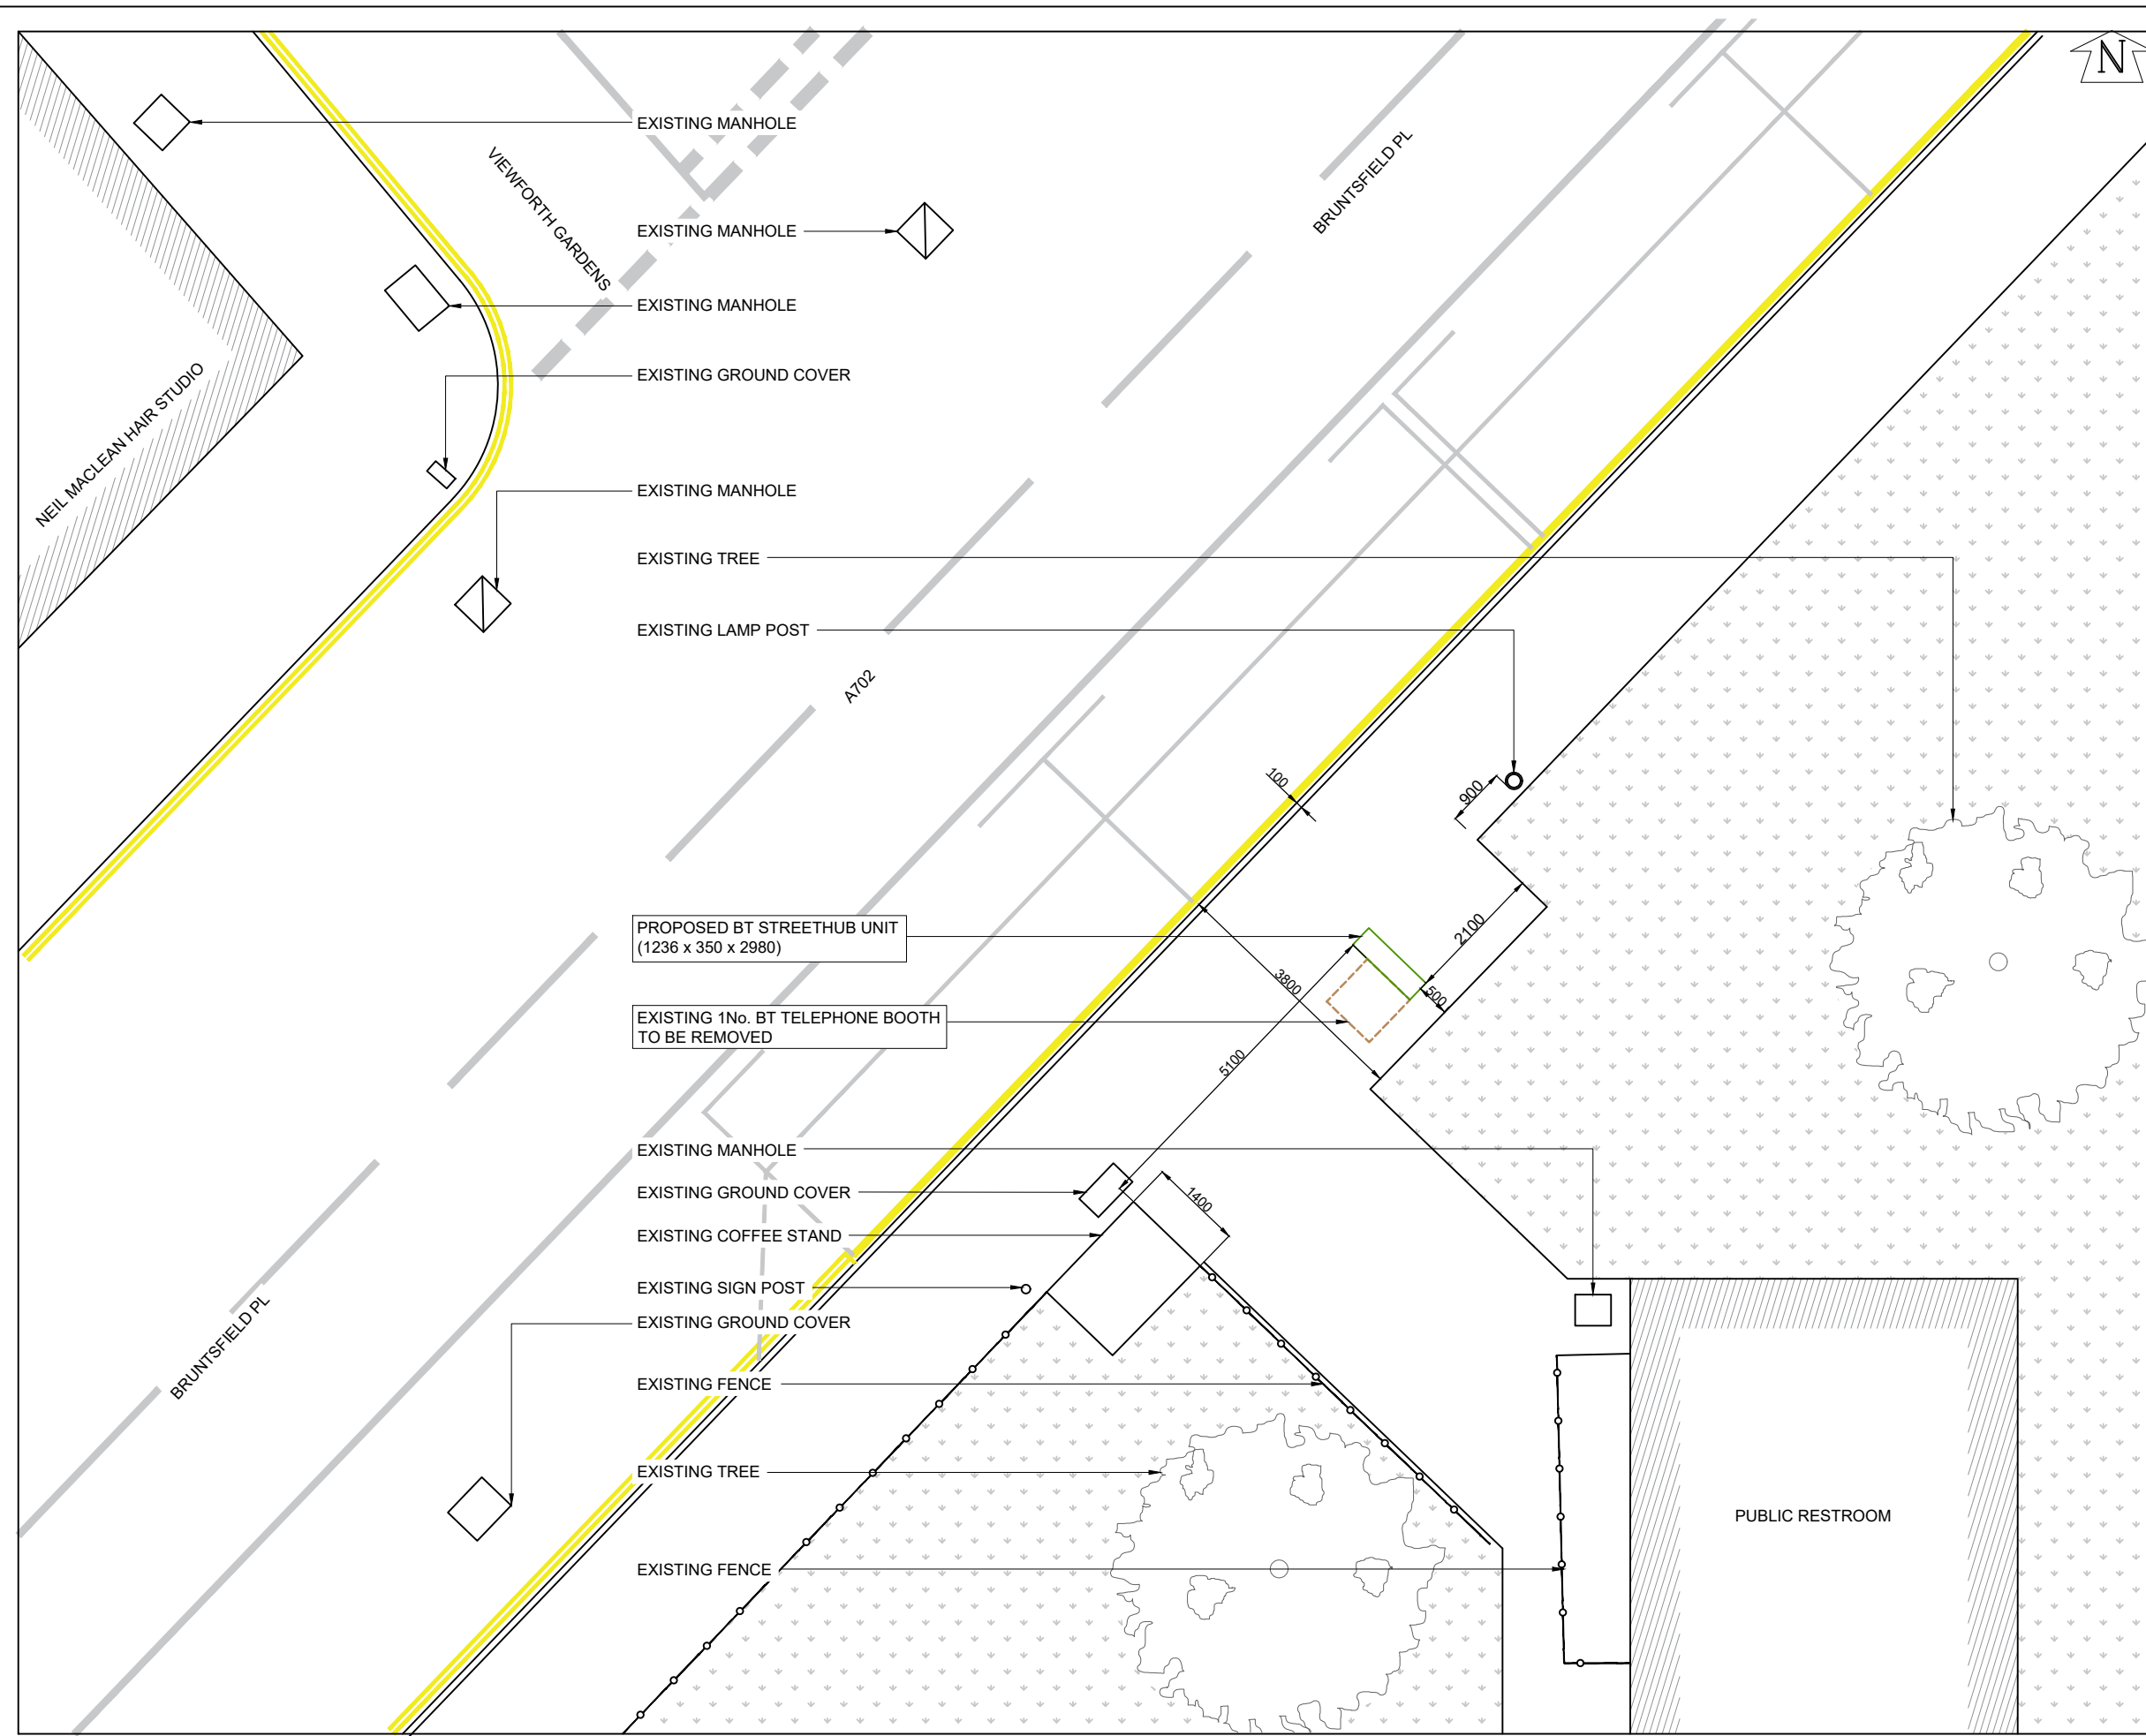 N
EXISTING MANHOLE
VIEWFORTH GARDENS
BRUNTSFIELD PL
EXISTING MANHOLE
EXISTING MANHOLE
EXISTING GROUND COVER
NEIL MACLEAN HAIR STUDIO
EXISTING MANHOLE
EXISTING TREE
EXISTING LAMP POST
A702
100
900
PROPOSED BT STREETHUB UNIT
(1236 x 350 x 2980)
2100
3800
500
EXISTING 1No. BT TELEPHONE BOOTH
TO BE REMOVED
5100
EXISTING MANHOLE
EXISTING GROUND COVER
1400
EXISTING COFFEE STAND
EXISTING SIGN POST
EXISTING GROUND COVER
BRUNTSFIELD PL
EXISTING FENCE
EXISTING TREE
PUBLIC RESTROOM
EXISTING FENCE